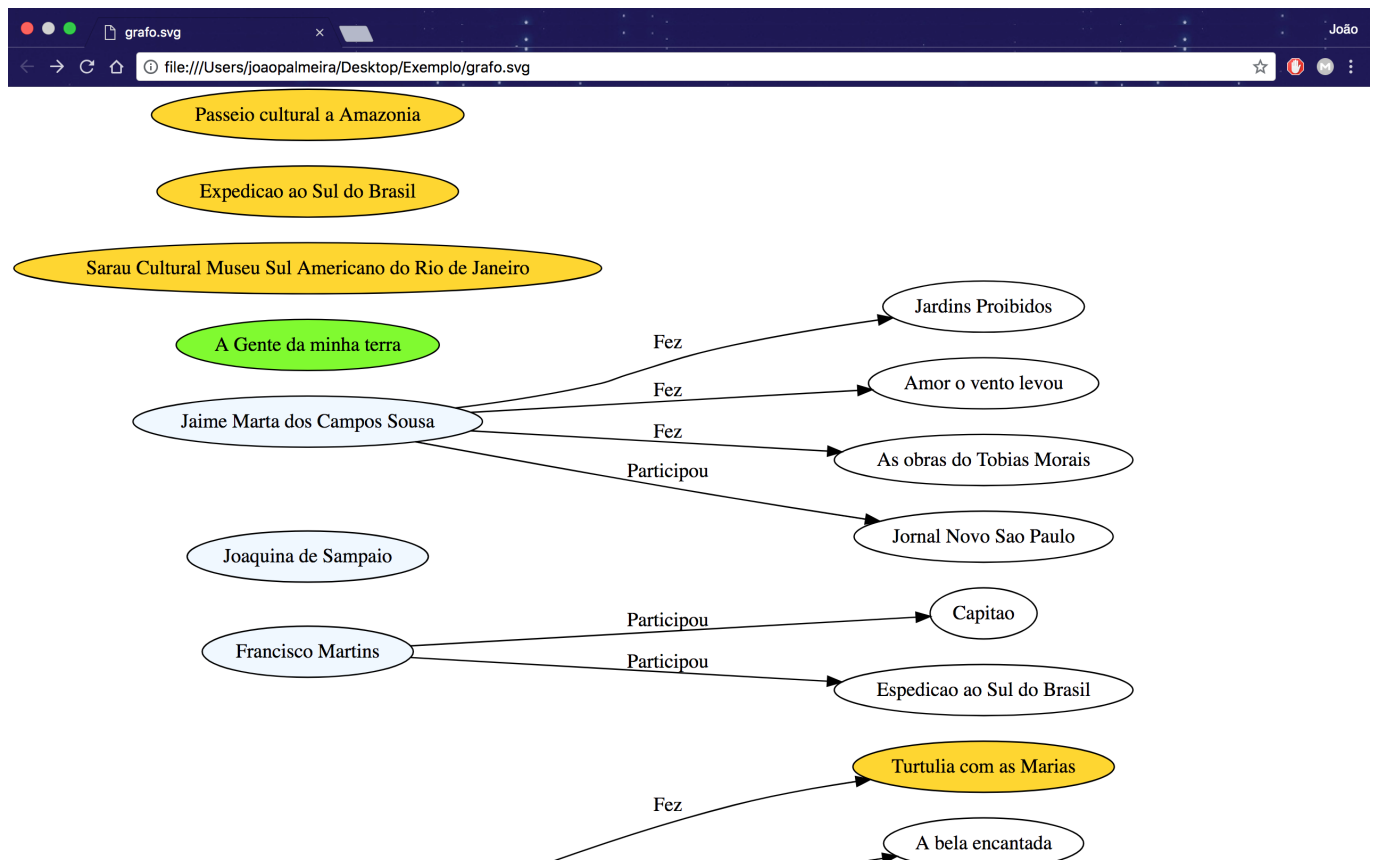 grafo.svg
João
file:///Users/joaopalmeira/Desktop/Exemplo/grafo.svg
M
Passeio cultural a Amazonia
Expedicao ao Sul do Brasil
Sarau Cultural Museu Sul Americano do Rio de Janeiro
A Gente da minha terra
Jaime Marta dos Campos Sousa
Fez
Jardins Proibidos
Fez
Amor o vento levou
Fez
As obras do Tobias Morais
Participou
Jornal Novo Sao Paulo
Joaquina de Sampaio
Francisco Martins
Participou
Capitao
Participou
Espedicao ao Sul do Brasil
Fez
Turtulia com as Marias
A bela encantada